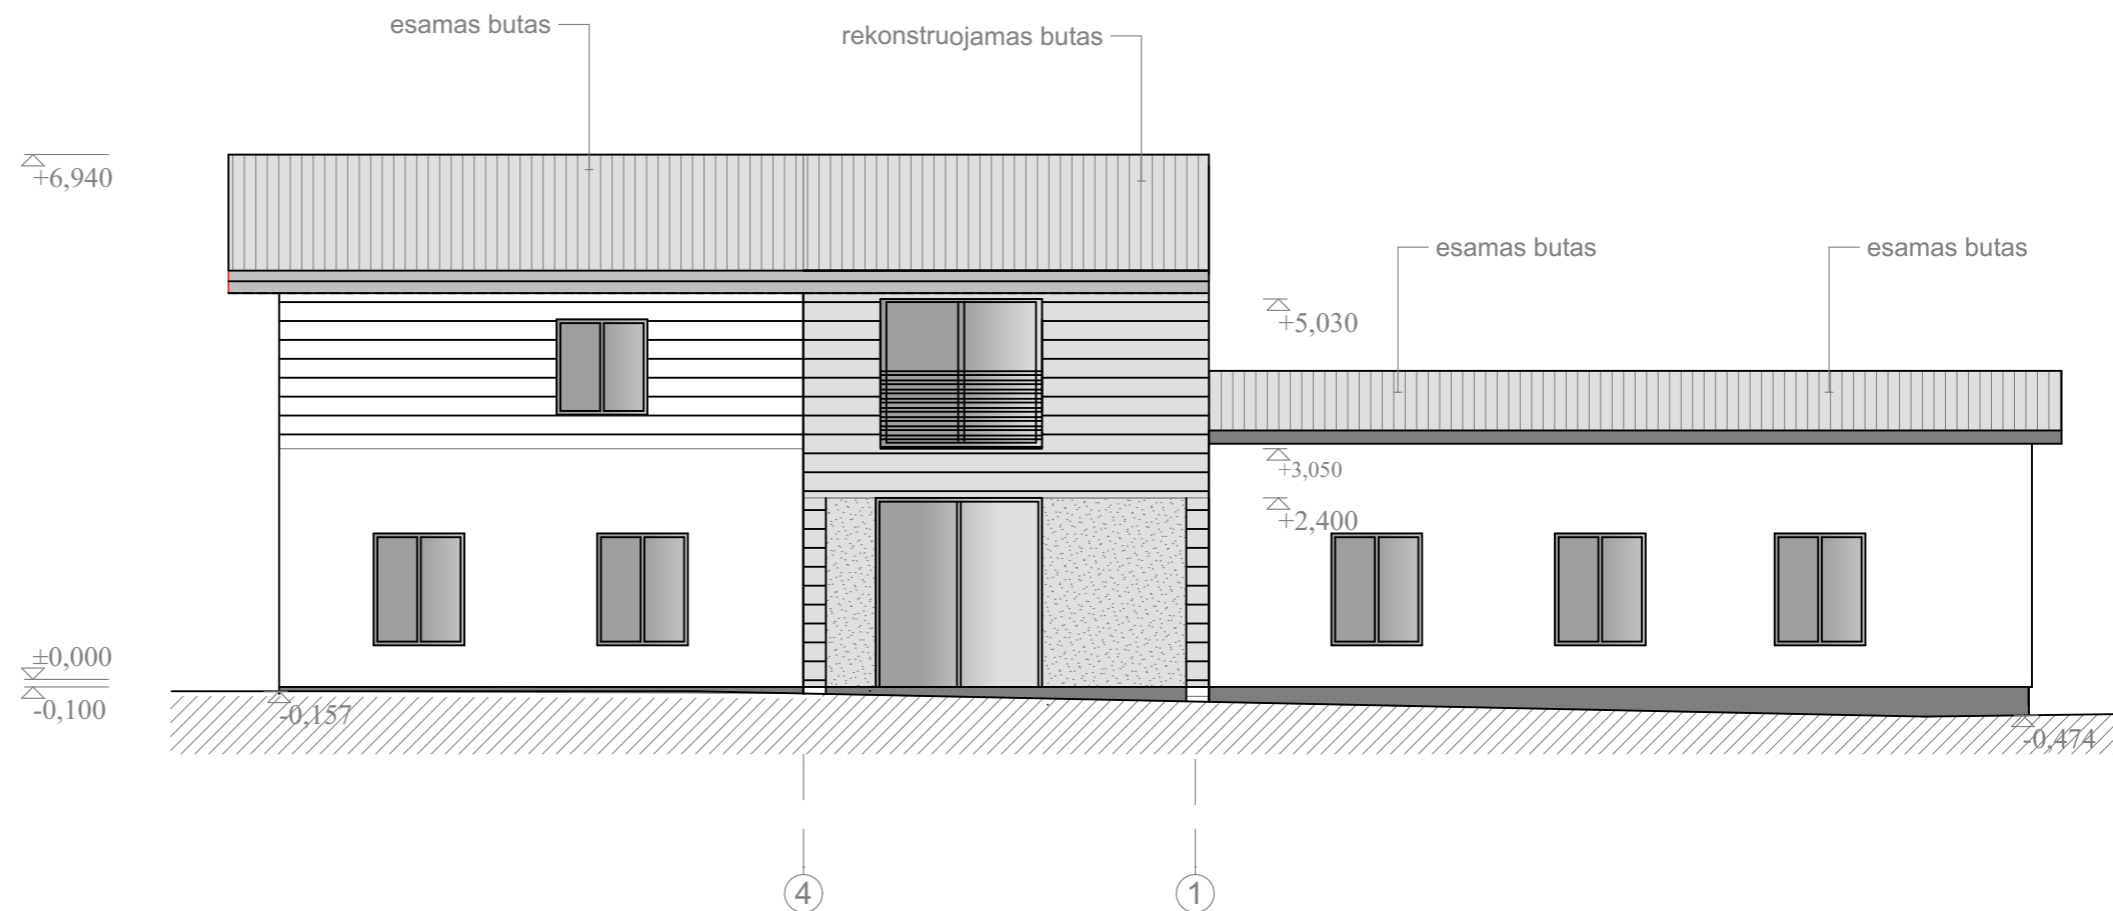 esamas butas
rekonstruojamas butas
+6,940
esamas butas
esamas butas
+5,030
+3,050
+2,400
±0,000
-0,100
-0,157
-0,474
4
1